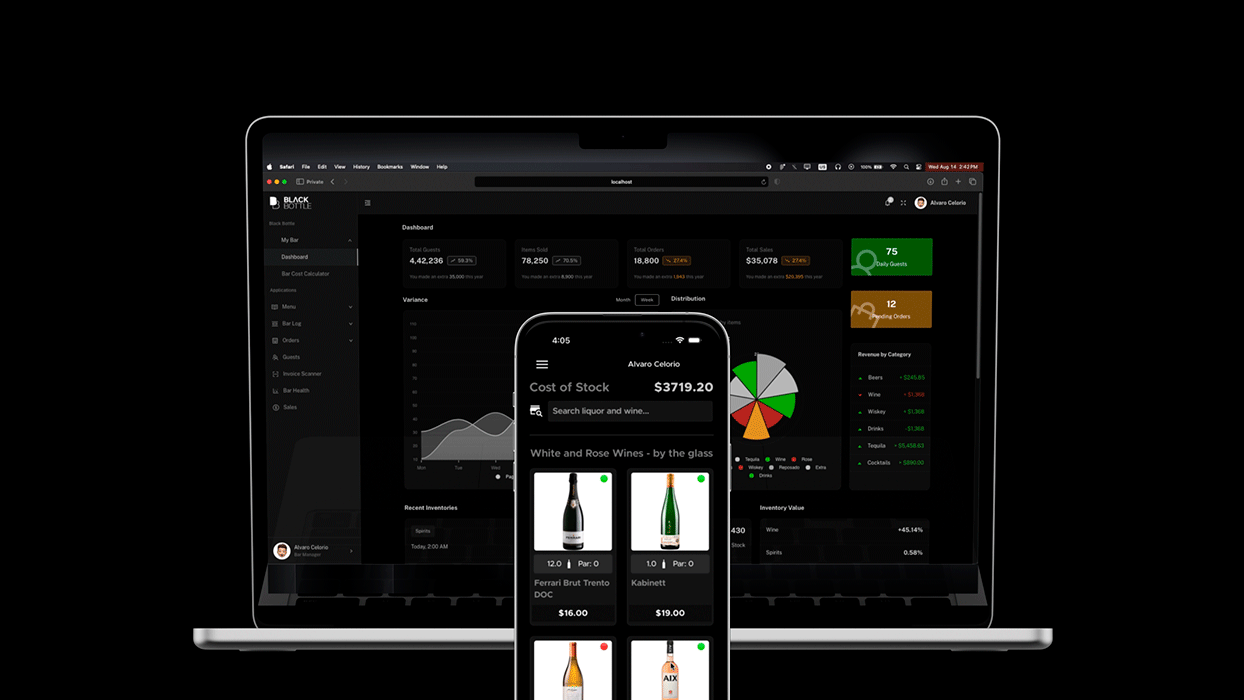 Safari File Edit View History Bookmarks Window Help
US 100% Wed Aug 14 2:42 PM
Private localhost
BLACK
BOTTLE
Alvaro Celorio
Black Bottle
My Bar
Dashboard
Bar Cost Calculator
Applications
Menu
Bar Log
Orders
Guests
Invoice Scanner
Bar Health
Sales
Alvaro Celorio
Bar Manager
Dashboard
Total Guests
4,42,236 59.3%
You made an extra 35,000 this year
Items Sold
78,250 70.5%
You made an extra 8,900 this year
Total Orders
18,800 27.4%
You made an extra 1,943 this year
Total Sales
$35,078 27.4%
You made an extra $20,395 this year
75
Daily Guests
12
Pending Orders
Variance
Month Week
Distribution
Mon Tue Wed
Tequila Wine Rose
Wiskey Reposado Extra
Drinks
Revenue by Category
Beers + $245.85
Wine + $1,368
Wiskey + $1.368
Drinks -$1,368
Tequila + $5,456.63
Cocktails + $890.00
Recent Inventories
Spirits
Today, 2:00 AM
430
Stock
Inventory Value
Wine +45.14%
Spirits 0.58%
4:05
Alvaro Celorio
Cost of Stock $3719.20
Search liquor and wine...
White and Rose Wines - by the glass
12.0 Par: 0
Ferrari Brut Trento
DOC
$16.00
1.0 Par: 0
Kabinett
$19.00
AIX